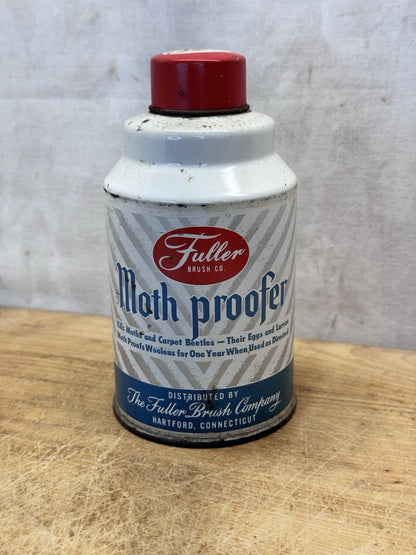 Fuller
BRUSH CO.
Moth proofer
Kills Moths and Carpet Beetles — Their Eggs and Larvae
Moth Proofs Woolens for One Year When Used as Directed
DISTRIBUTED BY
The Fuller Brush Company
HARTFORD, CONNECTICUT